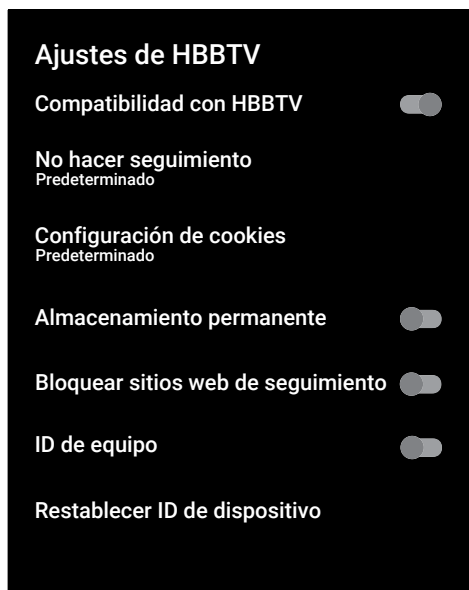 Ajustes de HBBTV
Compatibilidad con HBBTV
No hacer seguimiento
Predeterminado
Configuración de cookies
Predeterminado
Almacenamiento permanente
Bloquear sitios web de seguimiento
ID de equipo
Restablecer ID de dispositivo